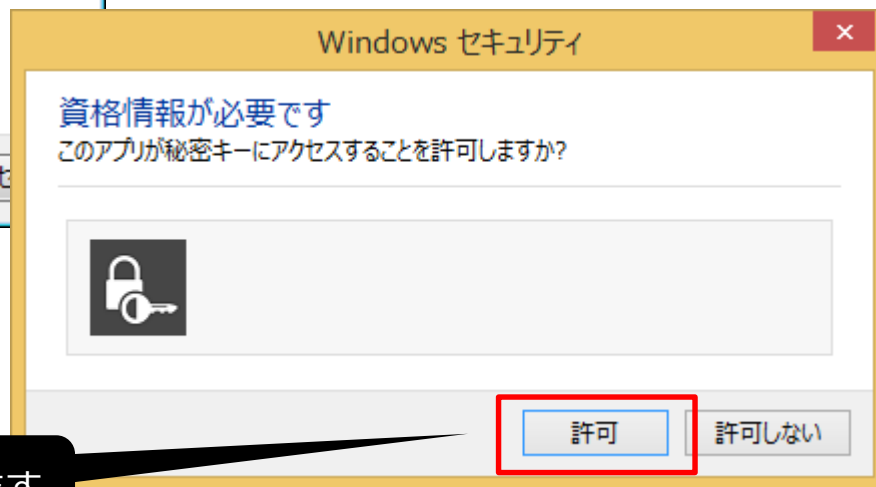 Windows セキュリティ
資格情報が必要です
このアプリが秘密キーにアクセスすることを許可しますか?
許可
許可しない